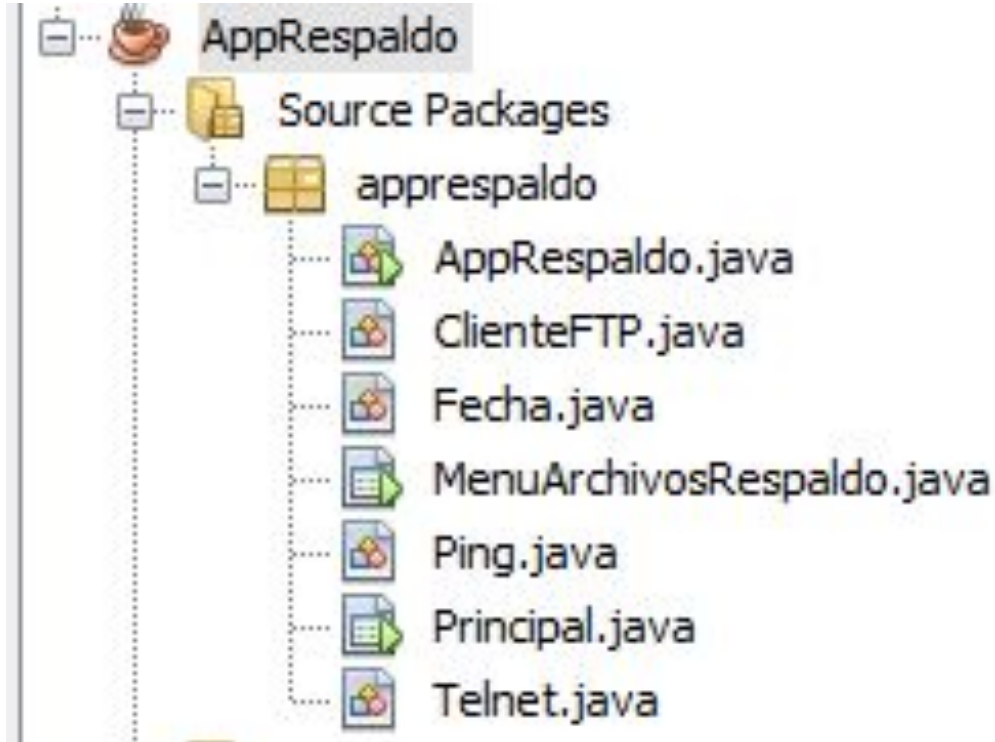 AppRespaldo
Source Packages
apprespaldo
AppRespaldo.java
ClienteFTP.java
Fecha.java
MenuArchivosRespaldo.java
Ping.java
Principal.java
Telnet.java